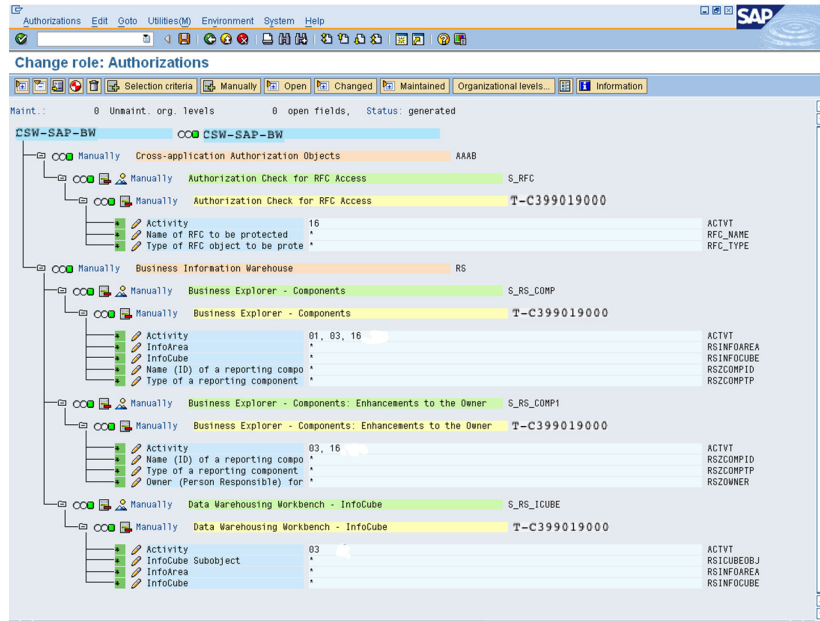 Authorizations Edit Goto Utilities(M) Environment System Help
SAP
Change role: Authorizations
Selection criteria Manually Open Changed Maintained Organizational levels... Information
Maint.: 0 Unmaint. org. levels 0 open fields, Status: generated
CSW-SAP-BW CSW-SAP-BW
Manually Cross-application Authorization Objects AAAB
Manually Authorization Check for RFC Access S_RFC
Manually Authorization Check for RFC Access T-C399019000
* Activity 16 ACTVT
* Name of RFC to be protected * RFC_NAME
* Type of RFC object to be prote * RFC_TYPE
Manually Business Information Warehouse RS
Manually Business Explorer - Components S_RS_COMP
Manually Business Explorer - Components T-C399019000
* Activity 01, 03, 16 ACTVT
* InfoArea * RSINFOAREA
* InfoCube * RSINFOCUBE
* Name (ID) of a reporting compo * RSZCOMPID
* Type of a reporting component * RSZCOMPTP
Manually Business Explorer - Components: Enhancements to the Owner S_RS_COMP1
Manually Business Explorer - Components: Enhancements to the Owner T-C399019000
* Activity 03, 16 ACTVT
* Name (ID) of a reporting compo * RSZCOMPID
* Type of a reporting component * RSZCOMPTP
* Owner (Person Responsible) for * RSZOWNER
Manually Data Warehousing Workbench - InfoCube S_RS_ICUBE
Manually Data Warehousing Workbench - InfoCube T-C399019000
* Activity 03 ACTVT
* InfoCube Subobject * RSICUBEOBJ
* InfoArea * RSINFOAREA
* InfoCube * RSINFOCUBE